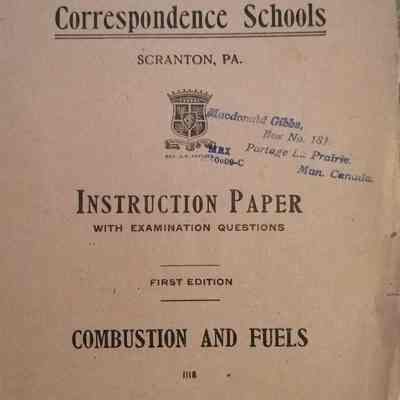 Correspondence Schools
SCRANTON, PA.
Macdonald Gibbs,
Box No. 181
Portage La Prairie.
Man. Canada.
INSTRUCTION PAPER
WITH EXAMINATION QUESTIONS
FIRST EDITION
COMBUSTION AND FUELS
1118